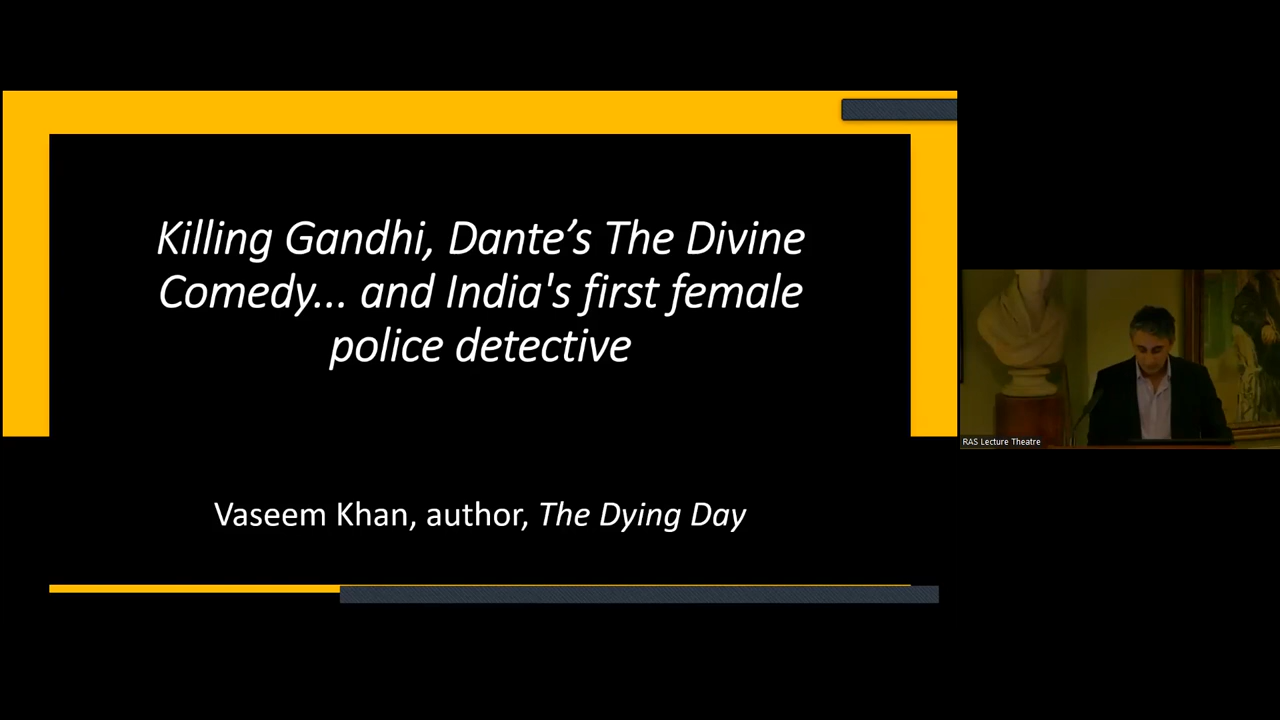 Killing Gandhi, Dante’s The Divine
Comedy... and India's first female
police detective
Vaseem Khan, author, The Dying Day
RAS Lecture Theatre